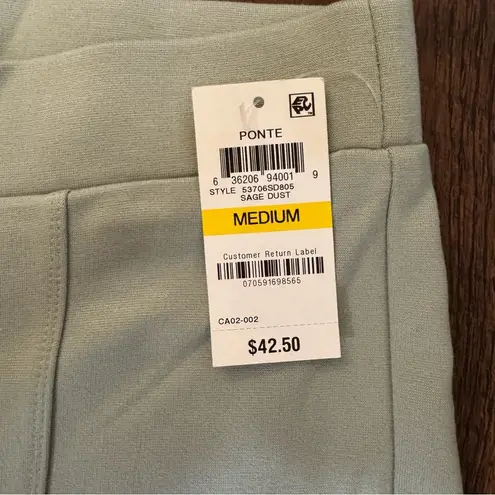 PONTE
6 36206 94001 9
STYLE 53706SD805
SAGE DUST
MEDIUM
Customer Return Label
070591698565
CA02-002
$42.50